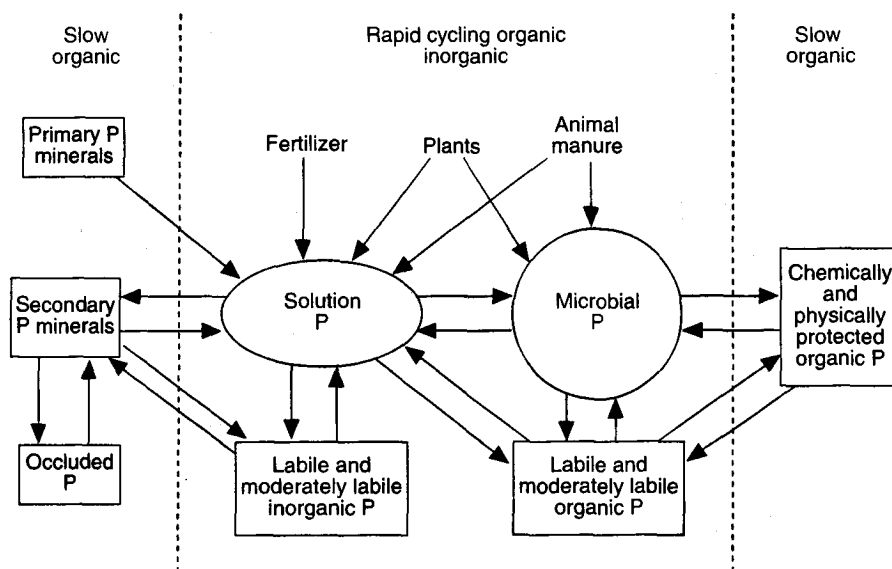 Slow
organic
Rapid cycling organic
inorganic
Slow
organic
Primary P
minerals
Fertilizer
Plants
Animal
manure
Secondary
P minerals
Solution
P
Microbial
P
Chemically
and
physically
protected
organic P
Occluded
P
Labile and
moderately labile
inorganic P
Labile and
moderately labile
organic P